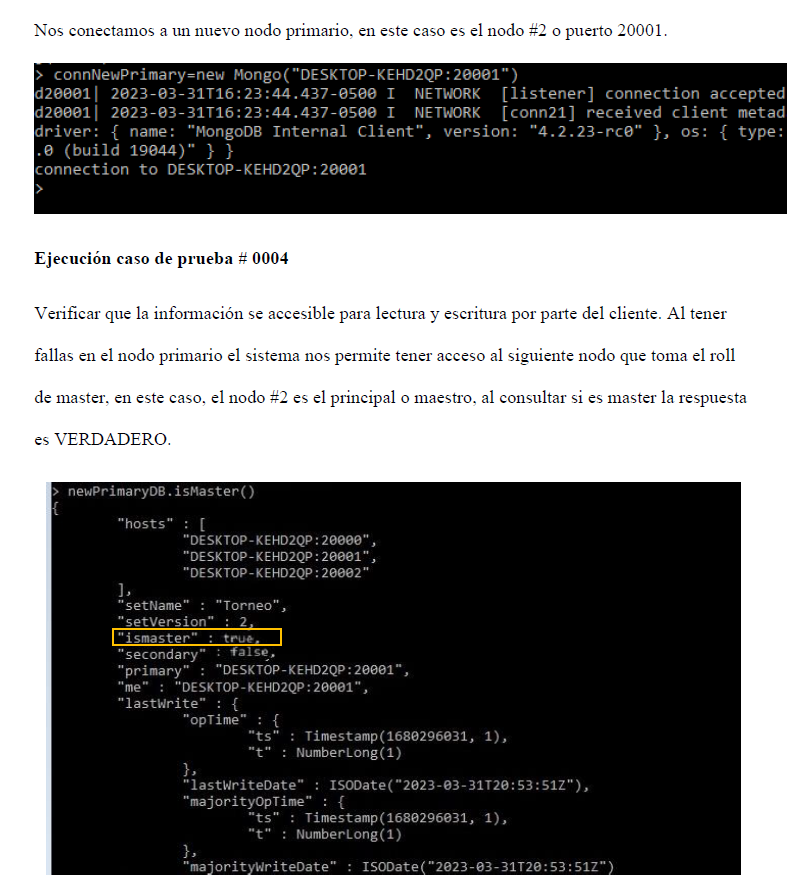 Nos conectamos a un nuevo nodo primario, en este caso es el nodo #2 o puerto 20001.
> connNewPrimary=new Mongo("DESKTOP-KEHD2QP:20001")
d20001| 2023-03-31T16:23:44.437-0500 I  NETWORK  [listener] connection accepted
d20001| 2023-03-31T16:23:44.437-0500 I  NETWORK  [conn21] received client metad
driver: { name: "MongoDB Internal Client", version: "4.2.23-rc0" }, os: { type:
.0 (build 19044)" } }
connection to DESKTOP-KEHD2QP:20001
>
Ejecución caso de prueba # 0004
Verificar que la información se accesible para lectura y escritura por parte del cliente. Al tener
fallas en el nodo primario el sistema nos permite tener acceso al siguiente nodo que toma el roll
de master, en este caso, el nodo #2 es el principal o maestro, al consultar si es master la respuesta
es VERDADERO.
> newPrimaryDB.isMaster()
{
"hosts" : [
"DESKTOP-KEHD2QP:20000",
"DESKTOP-KEHD2QP:20001",
"DESKTOP-KEHD2QP:20002"
],
"setName" : "Torneo",
"setVersion" : 2,
"ismaster" : true,
"secondary" : false,
"primary" : "DESKTOP-KEHD2QP:20001",
"me" : "DESKTOP-KEHD2QP:20001",
"lastWrite" : {
"opTime" : {
"ts" : Timestamp(1680296031, 1),
"t" : NumberLong(1)
},
"lastWriteDate" : ISODate("2023-03-31T20:53:51Z"),
"majorityOpTime" : {
"ts" : Timestamp(1680296031, 1),
"t" : NumberLong(1)
},
"majorityWriteDate" : ISODate("2023-03-31T20:53:51Z")